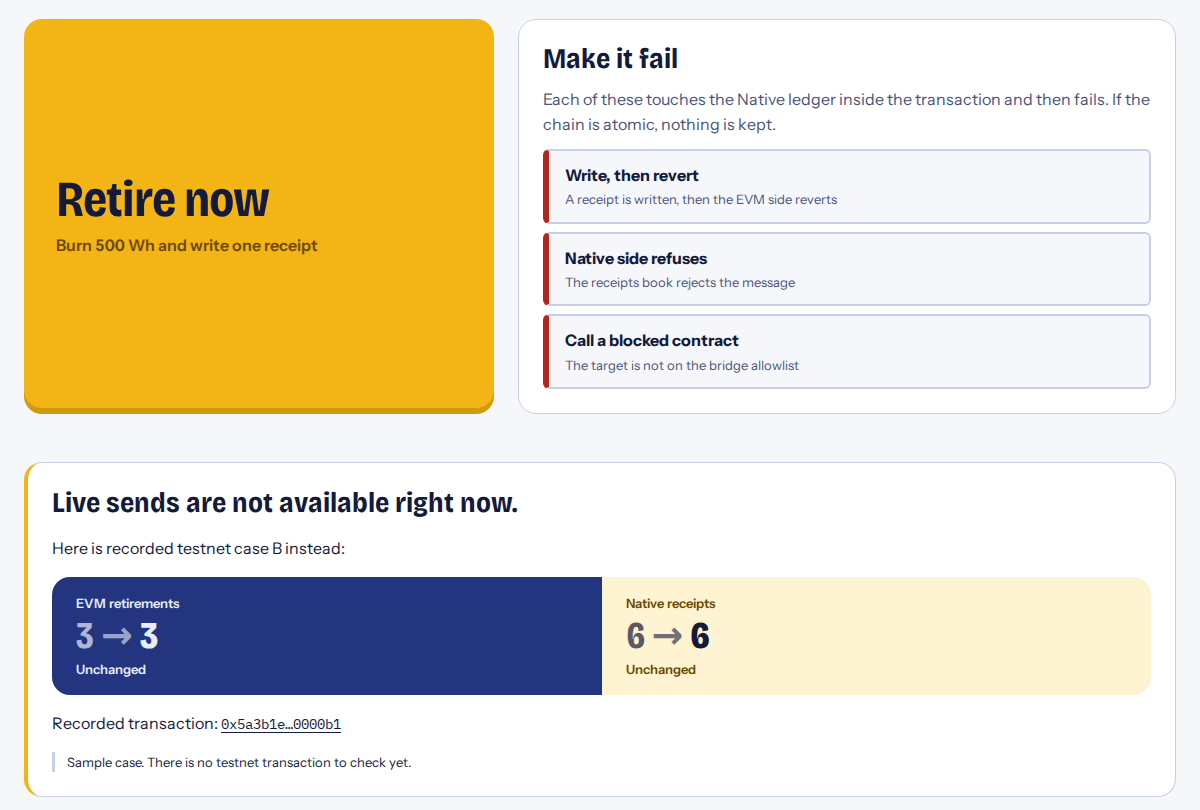 Retire now
Burn 500 Wh and write one receipt
Make it fail
Each of these touches the Native ledger inside the transaction and then fails. If the
chain is atomic, nothing is kept.
Write, then revert
A receipt is written, then the EVM side reverts
Native side refuses
The receipts book rejects the message
Call a blocked contract
The target is not on the bridge allowlist
Live sends are not available right now.
Here is recorded testnet case B instead:
EVM retirements
3 → 3
Unchanged
Native receipts
6 → 6
Unchanged
Recorded transaction: 0x5a3b1e…0000b1
Sample case. There is no testnet transaction to check yet.